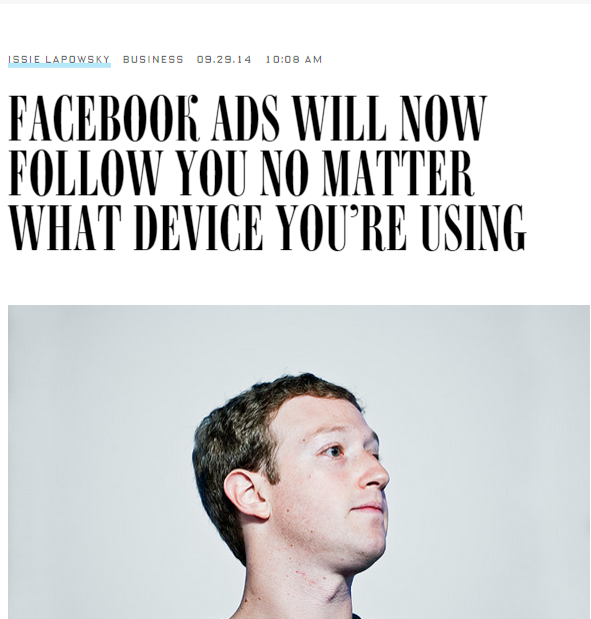 ISSIE LAPOWSKY BUSINESS 09.29.14 10:08 AM
FACEBOOK ADS WILL NOW
FOLLOW YOU NO MATTER
WHAT DEVICE YOU’RE USING